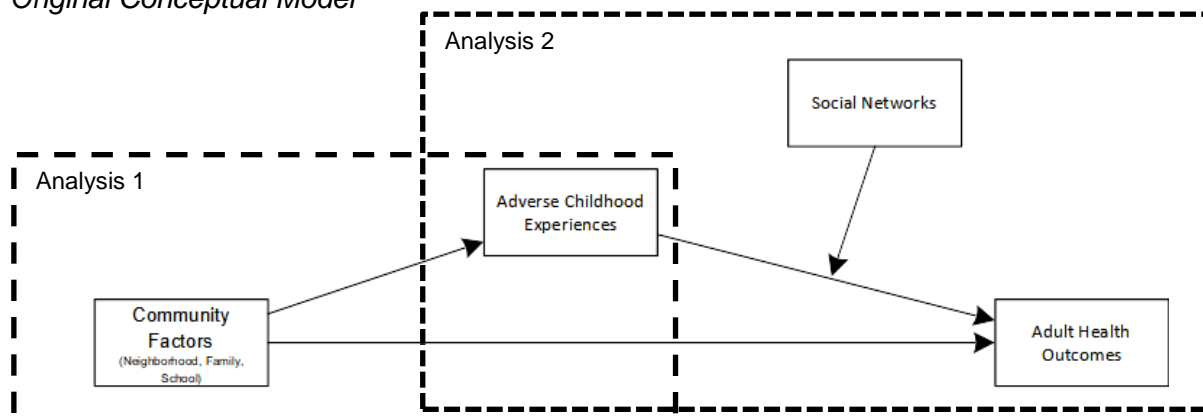 Original Conceptual Model
Analysis 2
Social Networks
Analysis 1
Adverse Childhood
Experiences
Community
Factors
(Neighborhood, Family,
School)
Adult Health
Outcomes